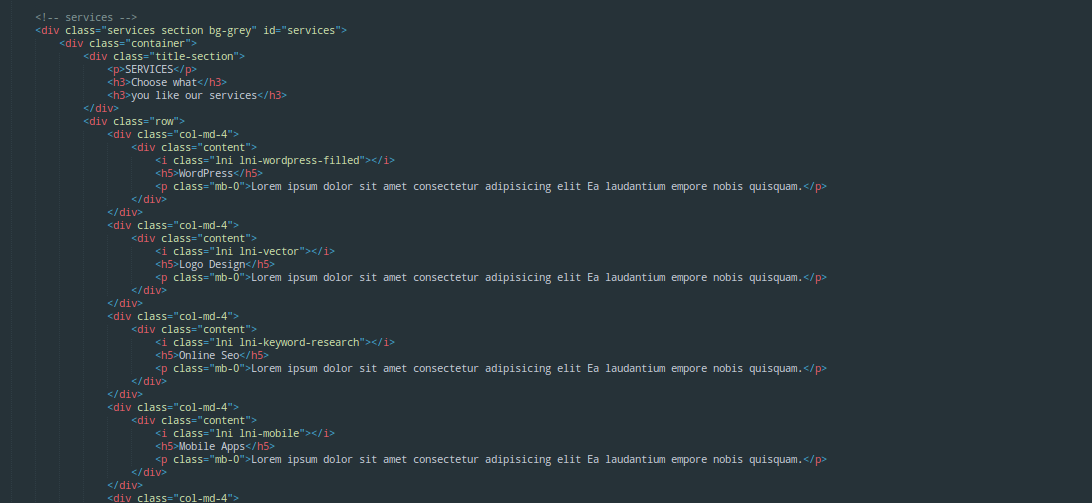 <!-- services -->
<div class="services section bg-grey" id="services">
<div class="container">
<div class="title-section">
<p>SERVICES</p>
<h3>Choose what</h3>
<h3>you like our services</h3>
</div>
<div class="row">
<div class="col-md-4">
<div class="content">
<i class="lni lni-wordpress-filled"></i>
<h5>WordPress</h5>
<p class="mb-0">Lorem ipsum dolor sit amet consectetur adipisicing elit Ea laudantium empore nobis quisquam.</p>
</div>
</div>
<div class="col-md-4">
<div class="content">
<i class="lni lni-vector"></i>
<h5>Logo Design</h5>
<p class="mb-0">Lorem ipsum dolor sit amet consectetur adipisicing elit Ea laudantium empore nobis quisquam.</p>
</div>
</div>
<div class="col-md-4">
<div class="content">
<i class="lni lni-keyword-research"></i>
<h5>Online Seo</h5>
<p class="mb-0">Lorem ipsum dolor sit amet consectetur adipisicing elit Ea laudantium empore nobis quisquam.</p>
</div>
</div>
<div class="col-md-4">
<div class="content">
<i class="lni lni-mobile"></i>
<h5>Mobile Apps</h5>
<p class="mb-0">Lorem ipsum dolor sit amet consectetur adipisicing elit Ea laudantium empore nobis quisquam.</p>
</div>
</div>
<div class="col-md-4">